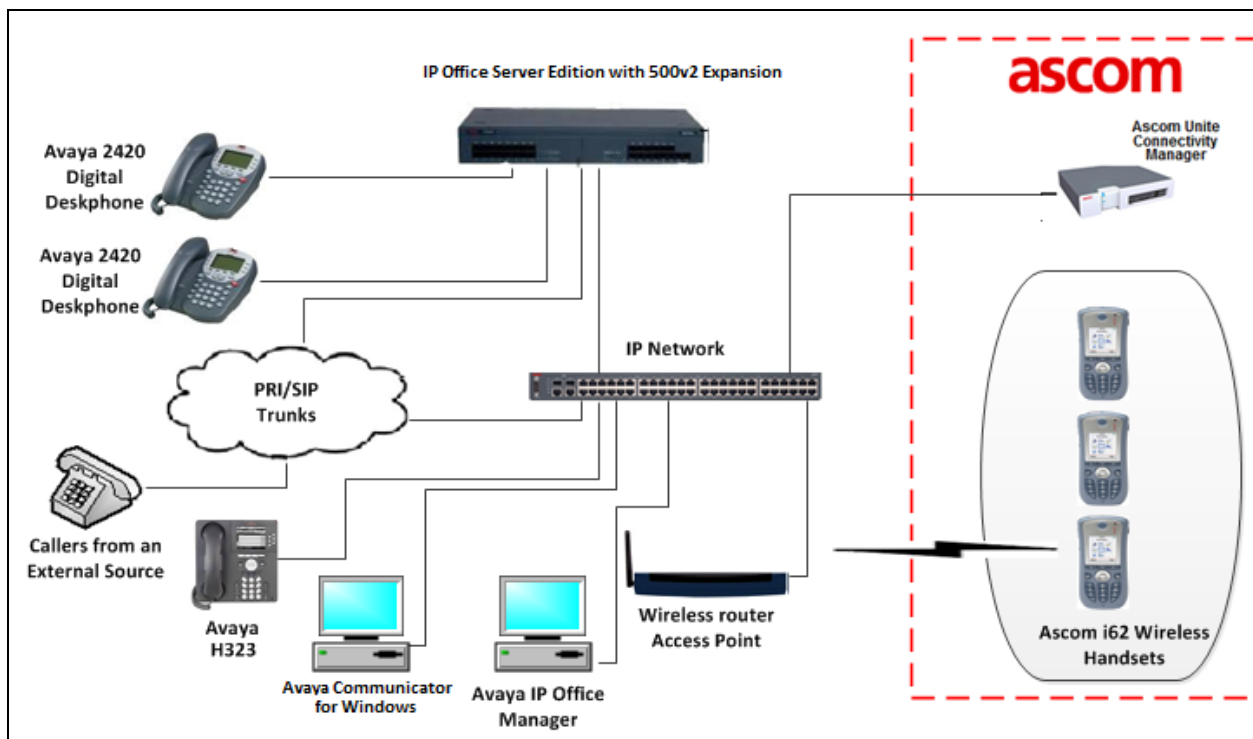 IP Office Server Edition with 500v2 Expansion
ascom
Ascom Unite
Connectivity
Manager
Avaya 2420
Digital
Deskphone
Avaya 2420
Digital
Deskphone
IP Network
PRI/SIP
Trunks
Callers from an
External Source
Avaya
H323
Avaya Communicator
for Windows
Avaya IP Office
Manager
Wireless router
Access Point
Ascom i62 Wireless
Handsets